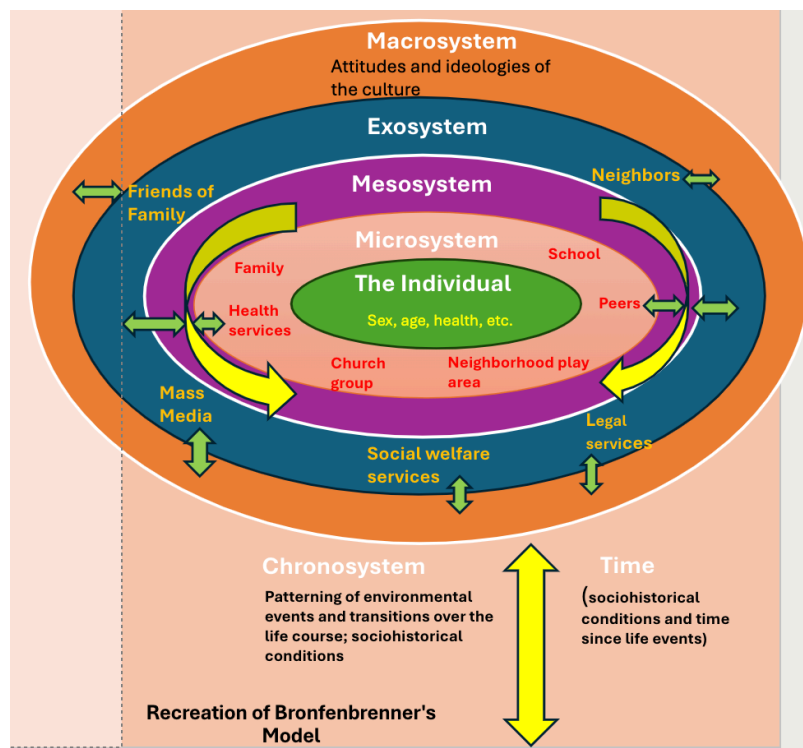 Macrosystem
Attitudes and ideologies of
the culture
Exosystem
Neighbors
Mesosystem
Friends of
Family
Microsystem
School
Family
The Individual
Peers
Health
services
Sex, age, health, etc.
Church
group
Neighborhood play
area
Mass
Media
Legal
services
Social welfare
services
Chronosystem
Time
Patterning of environmental
events and transitions over the
life course; sociohistorical
conditions
(sociohistorical
conditions and time
since life events)
Recreation of Bronfenbrenner's
Model